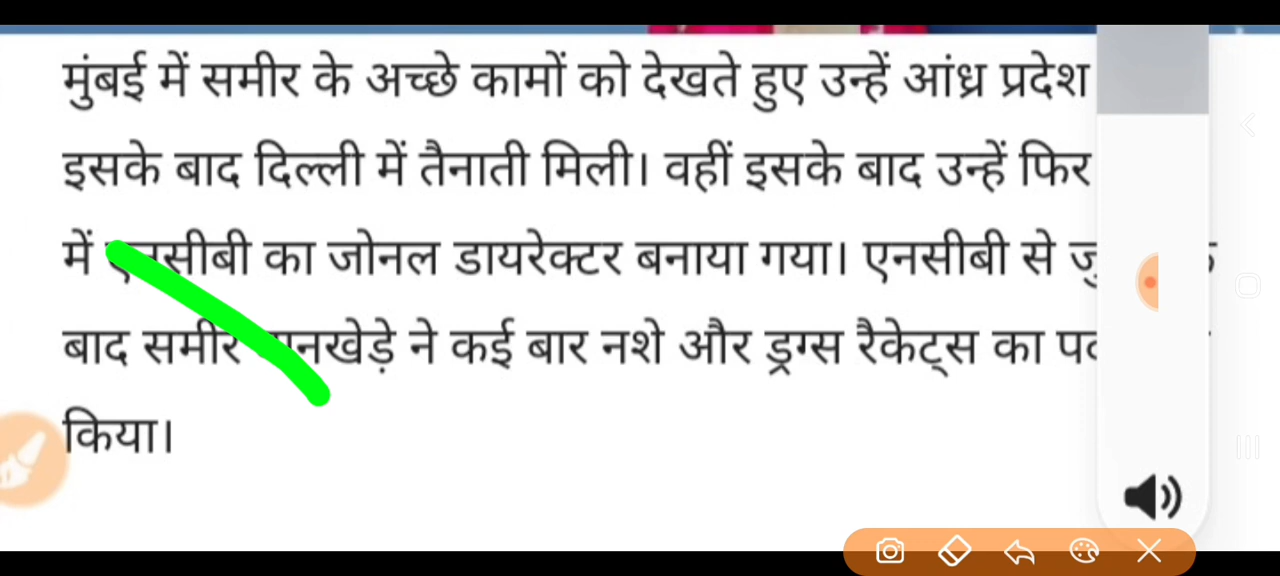 मुंबई में समीर के अच्छे कामों को देखते हुए उन्हें आंध्र प्रदेश
इसके बाद दिल्ली में तैनाती मिली। वहीं इसके बाद उन्हें फिर
में एनसीबी का जोनल डायरेक्टर बनाया गया। एनसीबी से
बाद समीर वानखेड़े ने कई बार नशे और ड्रग्स रैकेट्स का
किया।